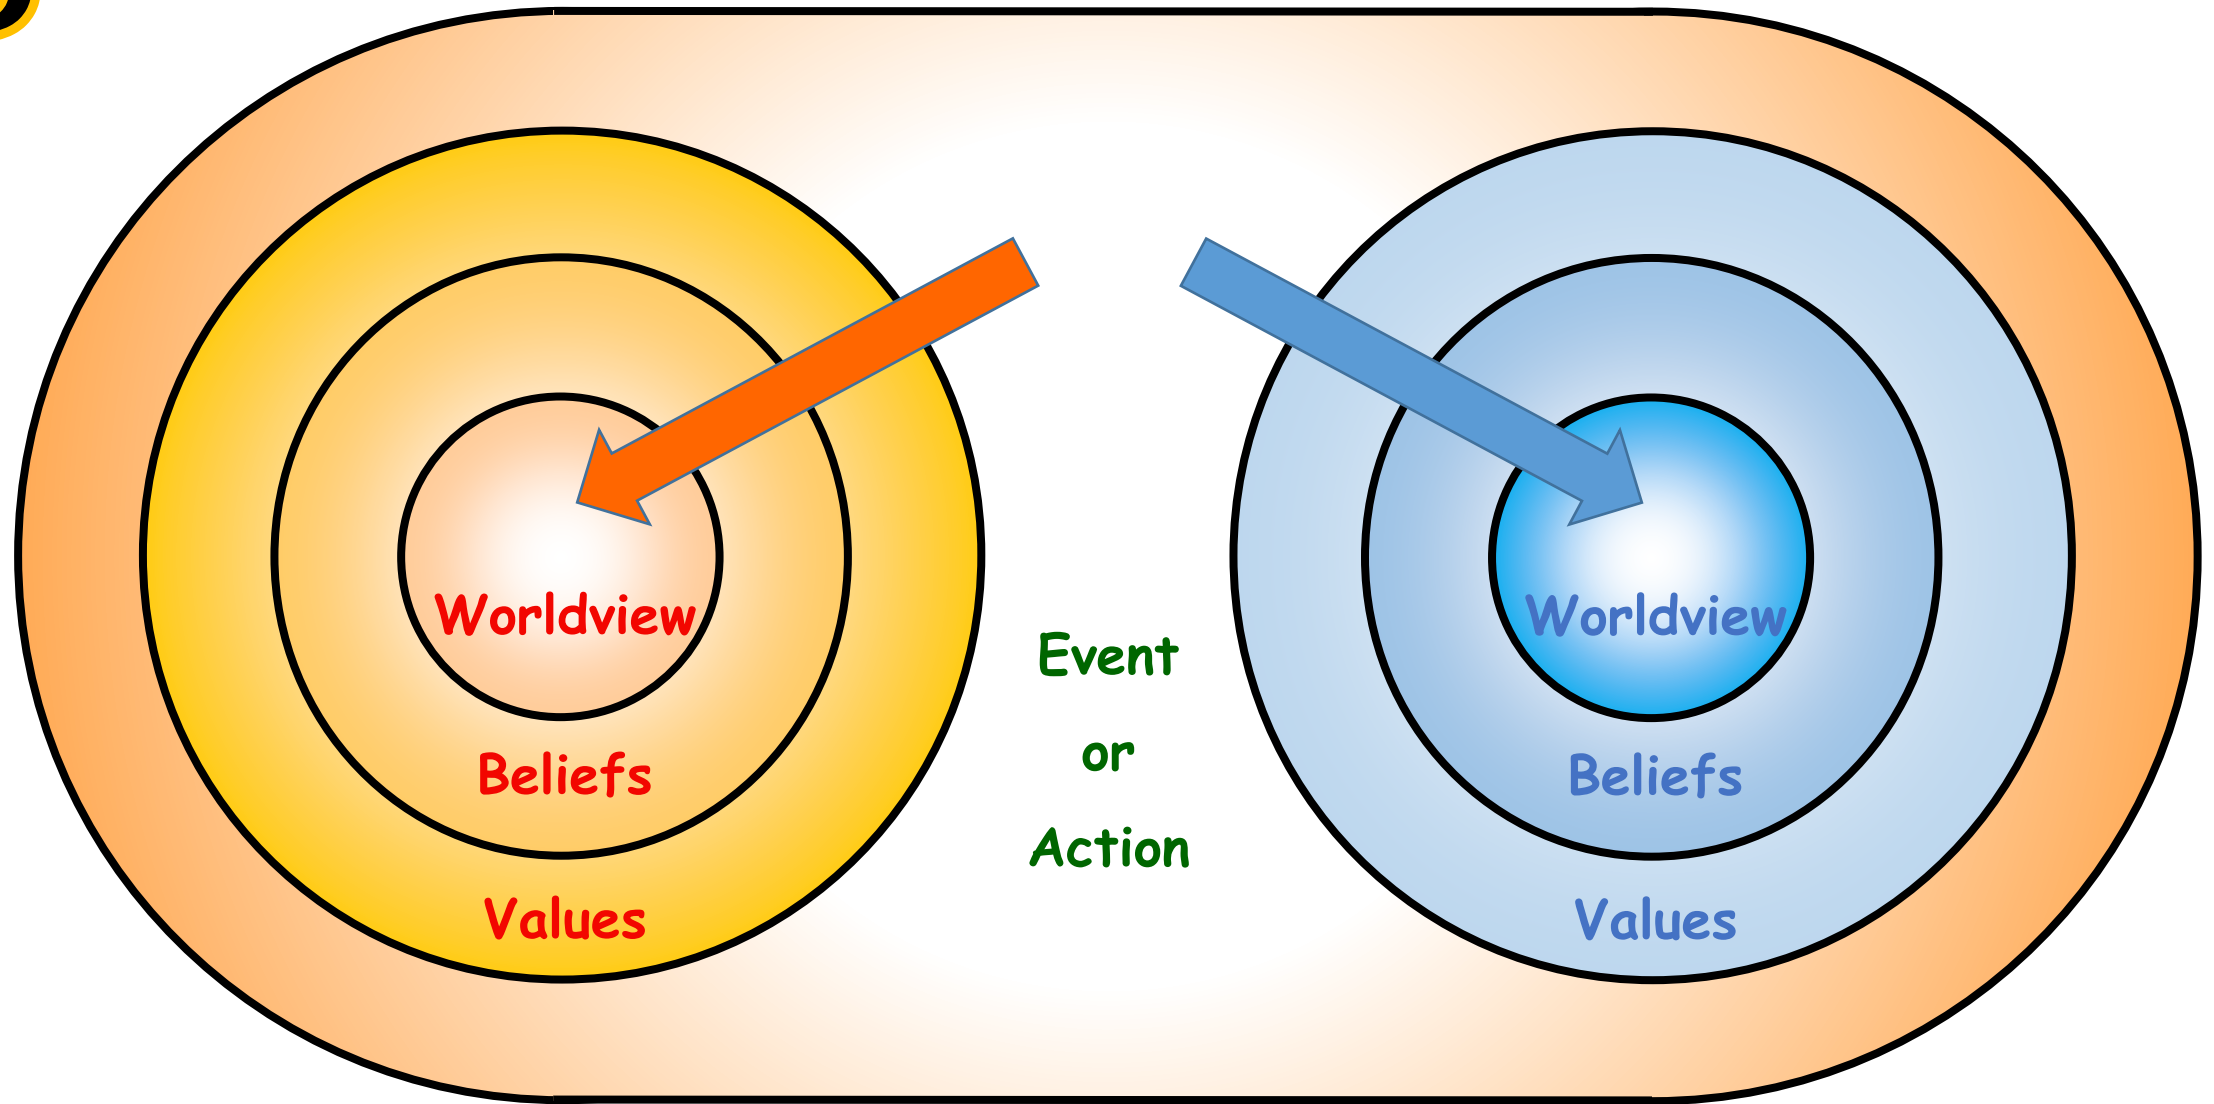 Worldview
Beliefs
Values
Event
or
Action
Worldview
Beliefs
Values